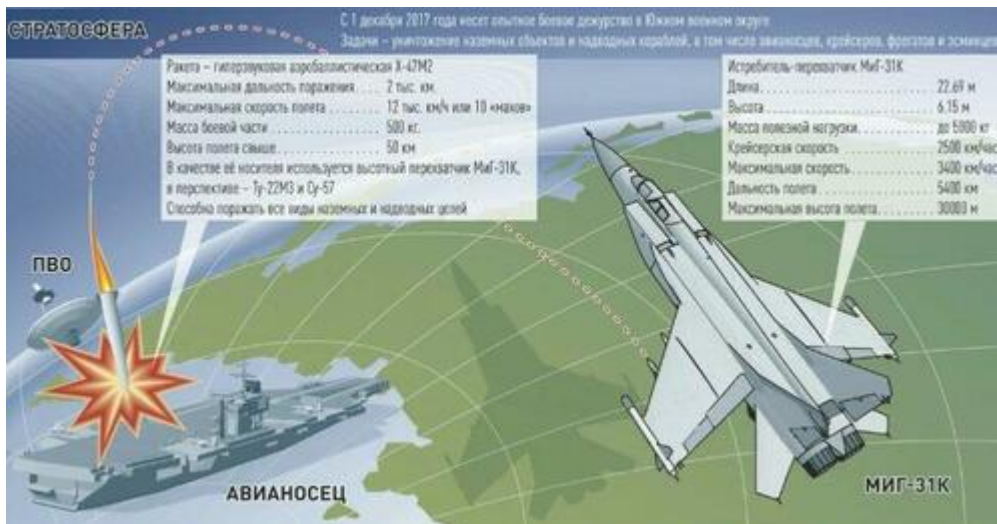 СТРАТОСФЕРА
С 1 декабря 2017 года несет опытное боевое дежурство в Южном военном округе
Задачи – уничтожение наземных объектов и надводных кораблей, в том числе авианосцев, крейсеров, фрегатов и эсминцев
Ракета – гиперзвуковая аэробаллистическая Х-47М2
Максимальная дальность поражения . . . . 2 тыс. км.
Максимальная скорость полета . . . . . . . . 12 тыс. км/ч или 10 «махов»
Масса боевой части . . . . . . . . . . . . . . . 500 кг.
Высота полета свыше . . . . . . . . . . . . . . 50 км
В качестве её носителя используется высотный перехватчик МиГ-31К,
в перспективе – Ту-22М3 и Су-57
Способна поражать все виды наземных и надводных целей
Истребитель-перехватчик МиГ-31К
Длина . . . . . . . . . . . . . . . . . . . . 22.69 м
Высота . . . . . . . . . . . . . . . . . . . 6.15 м
Масса полезной нагрузки. . . . . . . до 5000 кг
Крейсерская скорость . . . . . . . . . 2500 км/час
Максимальная скорость. . . . . . . . 3400 км/час
Дальность полета . . . . . . . . . . . . 5400 км
Максимальная высота полета. . . . . 30000 м
ПВО
АВИАНОСЕЦ
МИГ-31К